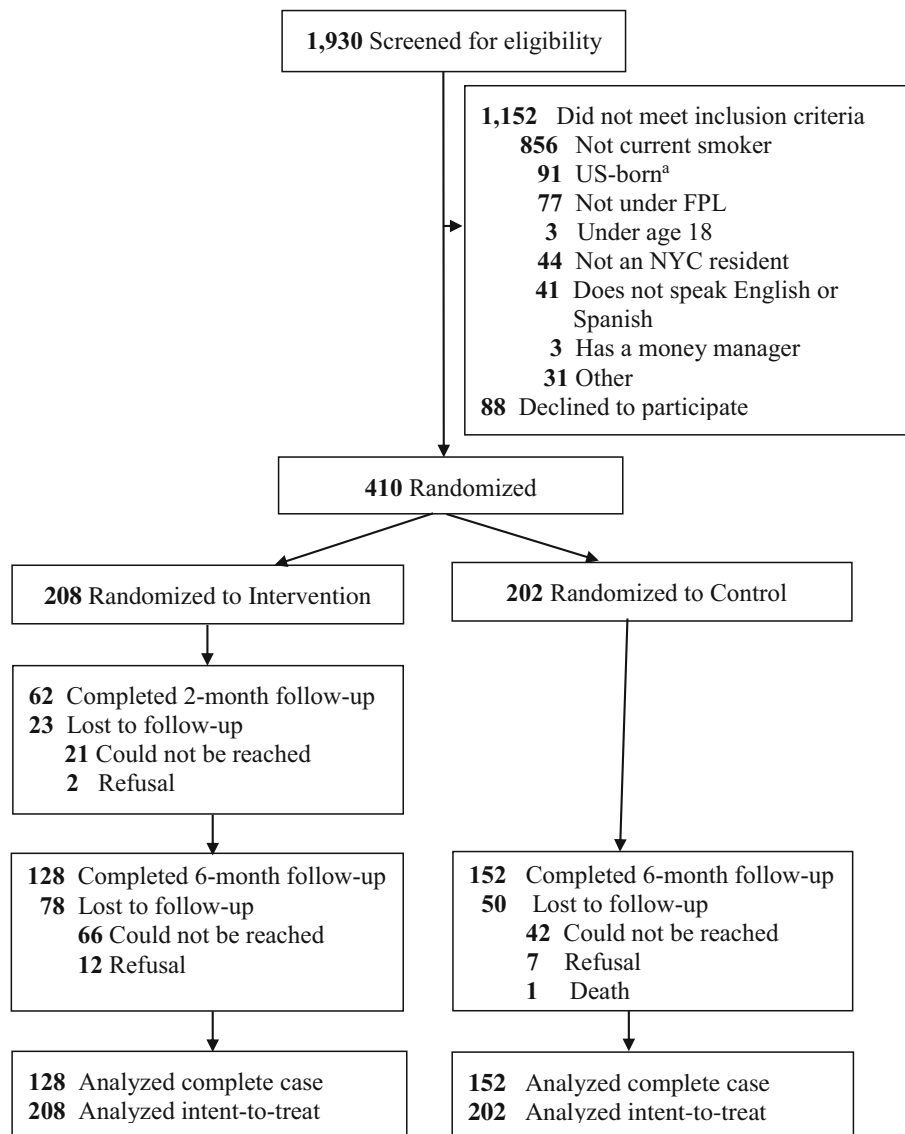 1,930 Screened for eligibility
1,152 Did not meet inclusion criteria
856 Not current smoker
91 US-bornᵃ
77 Not under FPL
3 Under age 18
44 Not an NYC resident
41 Does not speak English or
Spanish
3 Has a money manager
31 Other
88 Declined to participate
410 Randomized
208 Randomized to Intervention
202 Randomized to Control
62 Completed 2-month follow-up
23 Lost to follow-up
21 Could not be reached
2 Refusal
128 Completed 6-month follow-up
78 Lost to follow-up
66 Could not be reached
12 Refusal
152 Completed 6-month follow-up
50 Lost to follow-up
42 Could not be reached
7 Refusal
1 Death
128 Analyzed complete case
208 Analyzed intent-to-treat
152 Analyzed complete case
202 Analyzed intent-to-treat